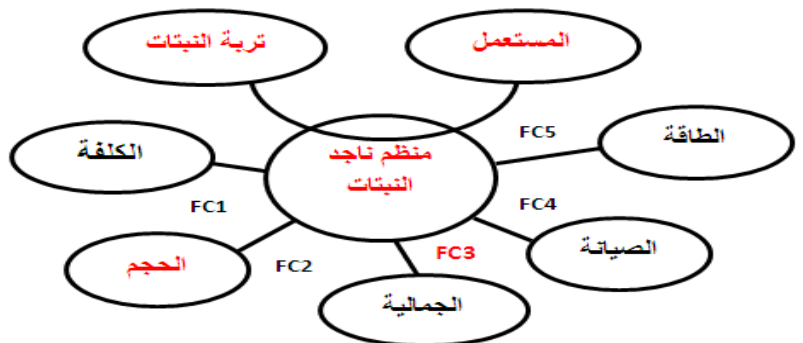 تربة النبتات
المستعمل
الكلفة
منظم ناجد
النبتات
FC5
الطاقة
FC1
FC4
الحجم
FC2
FC3
الصيانة
الجمالية